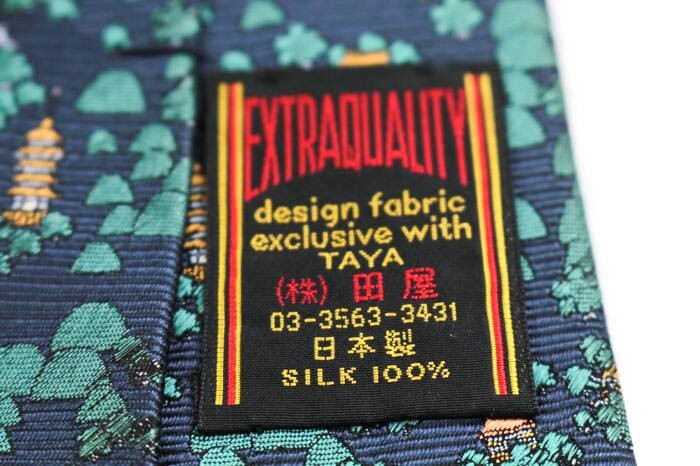 EXTRAQUALITY
design fabric
exclusive with
TAYA
(株) 田屋
03-3563-3431
日本製
SILK 100%